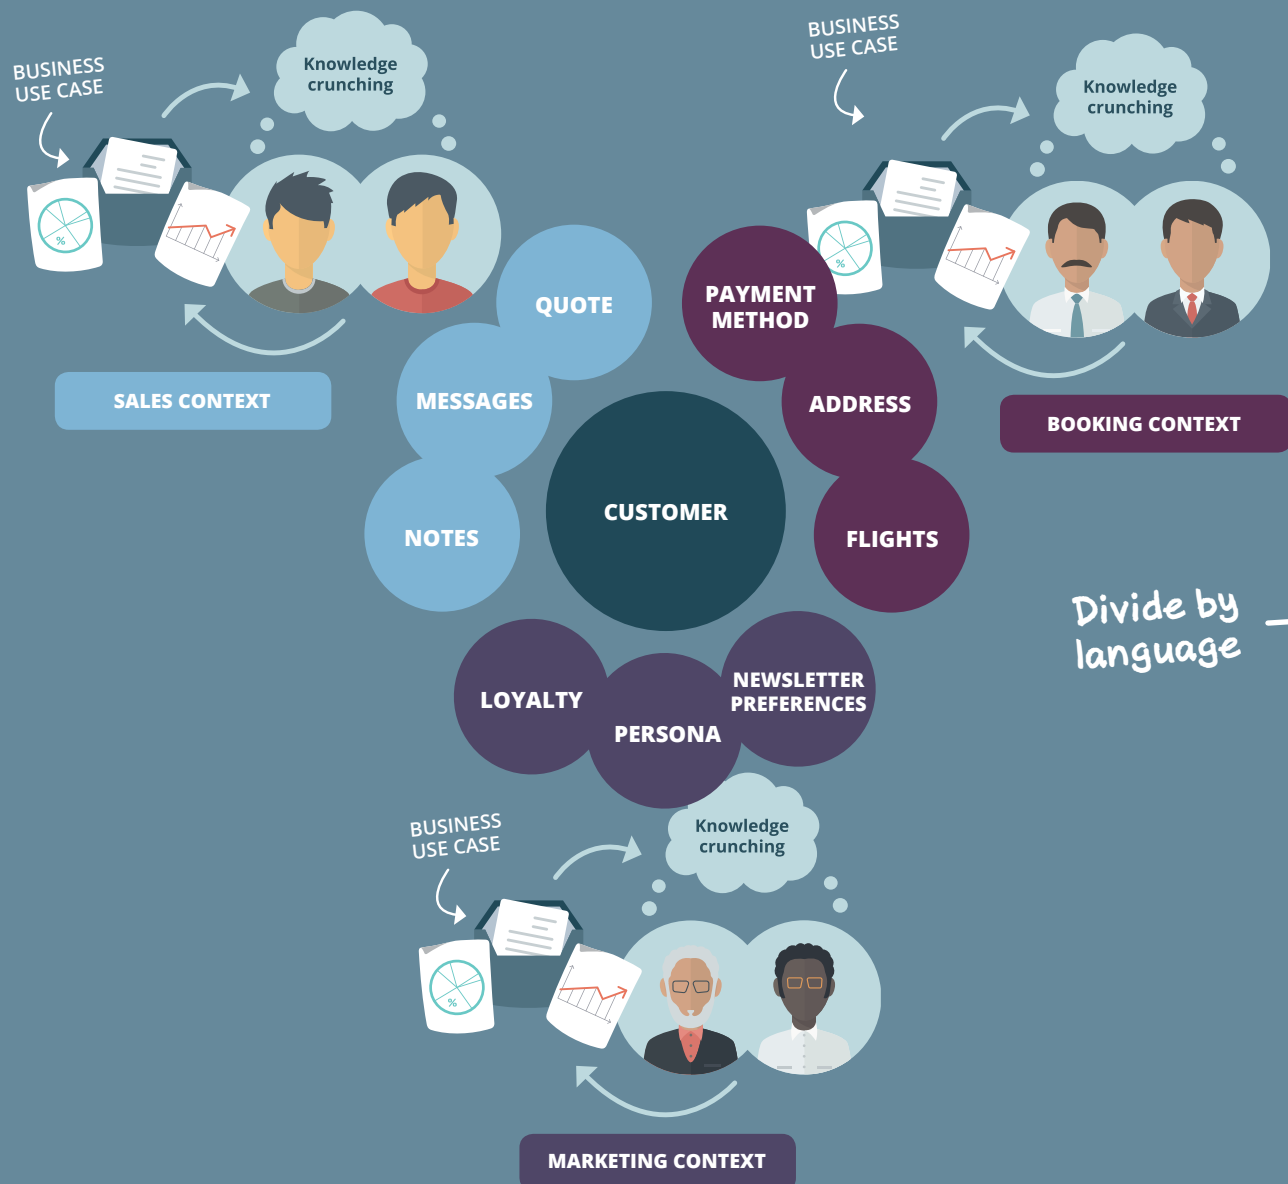 BUSINESS
USE CASE
Knowledge
crunching
%
SALES CONTEXT
BUSINESS
USE CASE
Knowledge
crunching
%
BOOKING CONTEXT
QUOTE
MESSAGES
NOTES
PAYMENT
METHOD
ADDRESS
FLIGHTS
CUSTOMER
Divide by
language
LOYALTY
PERSONA
NEWSLETTER
PREFERENCES
BUSINESS
USE CASE
Knowledge
crunching
%
MARKETING CONTEXT